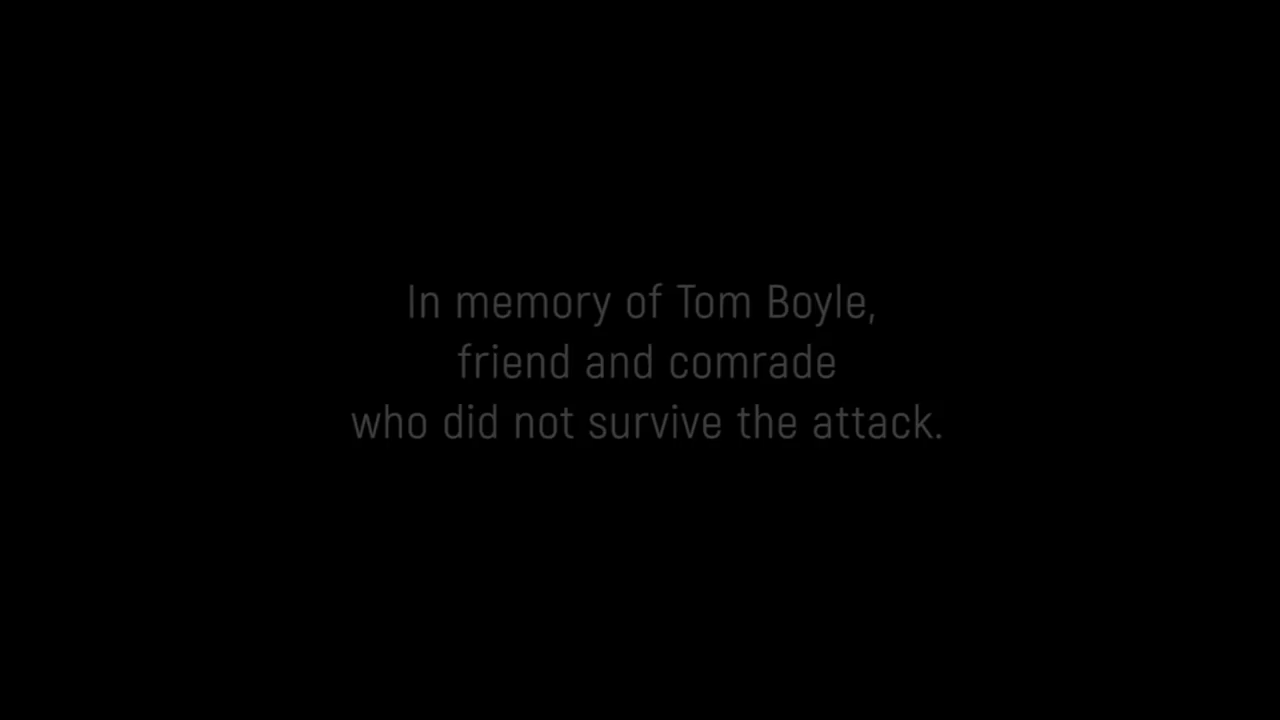 In memory of Tom Boyle,
friend and comrade
who did not survive the attack.